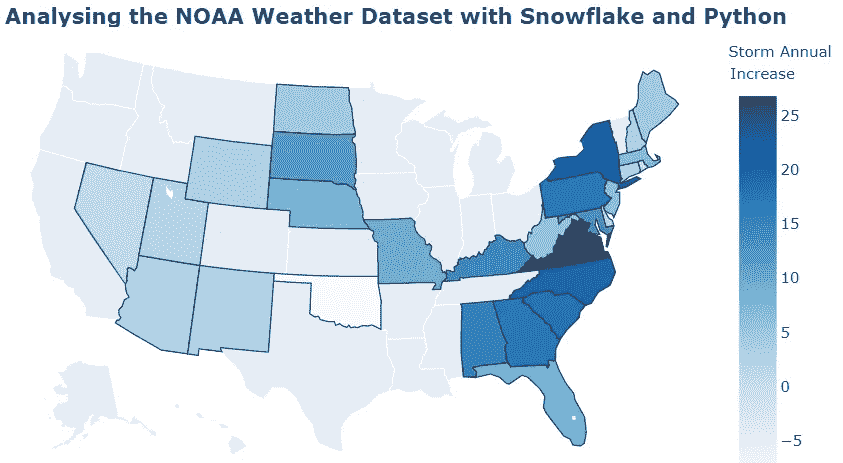 Analysing the NOAA Weather Dataset with Snowflake and Python
Storm Annual
Increase
25
20
15
10
5
0
−5